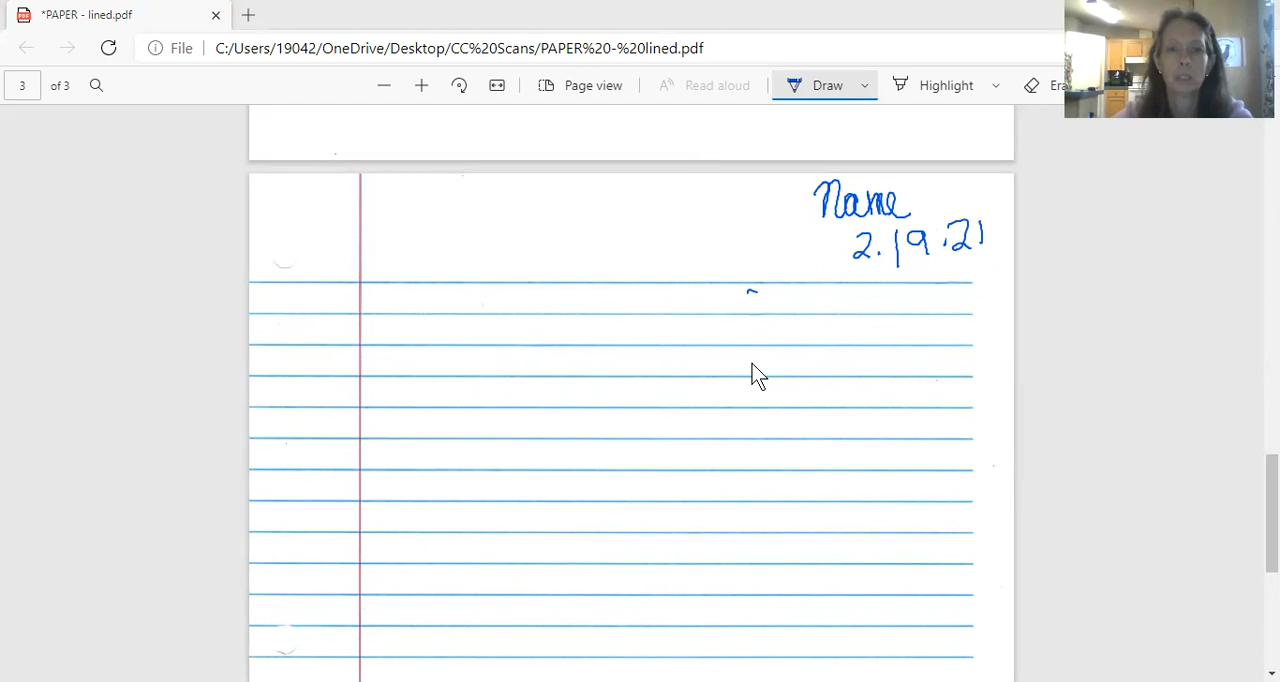 *PAPER - lined.pdf
File C:/Users/19042/OneDrive/Desktop/CC%20Scans/PAPER%20-%20lined.pdf
3 of 3 Page view Read aloud Draw Highlight Era
Name
2.19.21